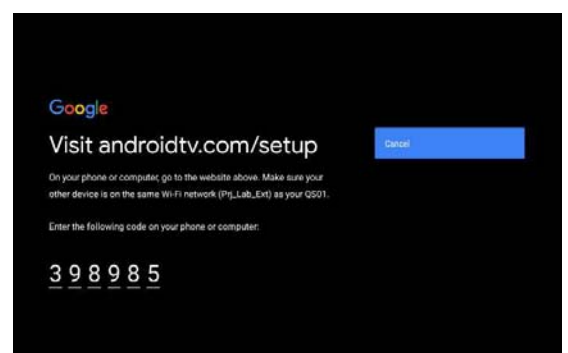 Google
Visit androidtv.com/setup
Cancel
On your phone or computer, go to the website above. Make sure your
other device is on the same Wi-Fi network (Prj_Lab_Ext) as your QS01.
Enter the following code on your phone or computer:
398985